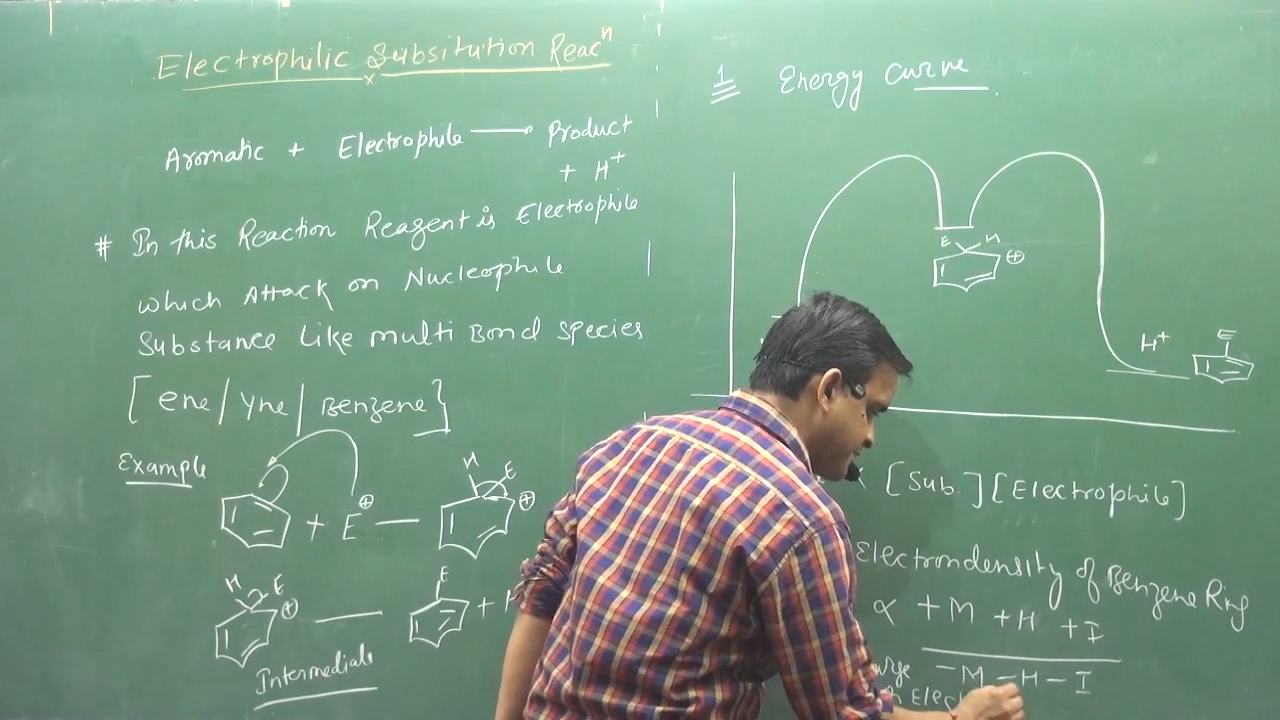 Electrophilic Subsitution Reacⁿ
x
Aromatic + Electrophile ⟶ Product
+ H⁺
# In this Reaction Reagent is Electrophile
which Attack on Nucleophile
Substance Like multi Bond species
[ene/yne/Benzene]
Example
+ E⊕ — H E ⊕
H E ⊕ — E +
Intermediate
1 Energy Curve
E H ⊕
H⁺ E
[Sub.][Electrophile]
Electrondensity of Benzene Ring
α +M +H +I
-M -H -I